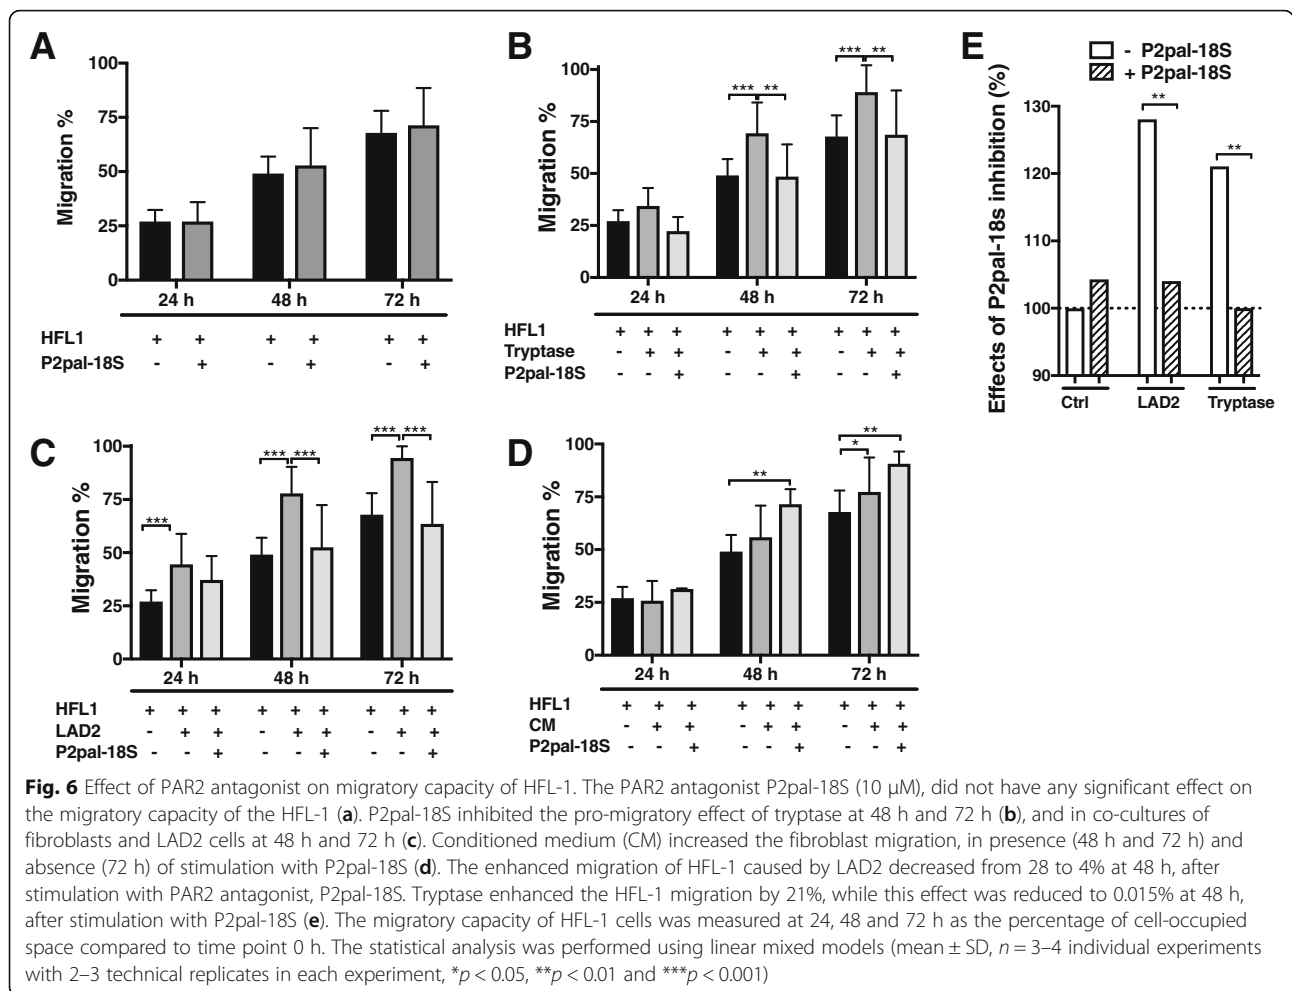 A
Migration %
100
75
50
25
0
24 h 48 h 72 h
HFL1 + + + + + +
P2pal-18S - + - + - +
B
Migration %
100
75
50
25
0
*** ** *** **
24 h 48 h 72 h
HFL1 + + + + + + + + +
Tryptase - + + - + + - + +
P2pal-18S - - + - - + - - +
E
- P2pal-18S
+ P2pal-18S
Effects of P2pal-18s inhibition (%)
130
120
110
100
90
** **
Ctrl LAD2 Tryptase
C
Migration %
100
75
50
25
0
*** *** *** *** ***
24 h 48 h 72 h
HFL1 + + + + + + + + +
LAD2 - + + - + + - + +
P2pal-18S - - + - - + - - +
D
Migration %
100
75
50
25
0
** * **
24 h 48 h 72 h
HFL1 + + + + + + + + +
CM - + + - + + - + +
P2pal-18S - - + - - + - - +
Fig. 6 Effect of PAR2 antagonist on migratory capacity of HFL-1. The PAR2 antagonist P2pal-18S (10 μM), did not have any significant effect on
the migratory capacity of the HFL-1 (a). P2pal-18S inhibited the pro-migratory effect of tryptase at 48 h and 72 h (b), and in co-cultures of
fibroblasts and LAD2 cells at 48 h and 72 h (c). Conditioned medium (CM) increased the fibroblast migration, in presence (48 h and 72 h) and
absence (72 h) of stimulation with P2pal-18S (d). The enhanced migration of HFL-1 caused by LAD2 decreased from 28 to 4% at 48 h, after
stimulation with PAR2 antagonist, P2pal-18S. Tryptase enhanced the HFL-1 migration by 21%, while this effect was reduced to 0.015% at 48 h,
after stimulation with P2pal-18S (e). The migratory capacity of HFL-1 cells was measured at 24, 48 and 72 h as the percentage of cell-occupied
space compared to time point 0 h. The statistical analysis was performed using linear mixed models (mean ± SD, n = 3–4 individual experiments
with 2–3 technical replicates in each experiment, *p < 0.05, **p < 0.01 and ***p < 0.001)